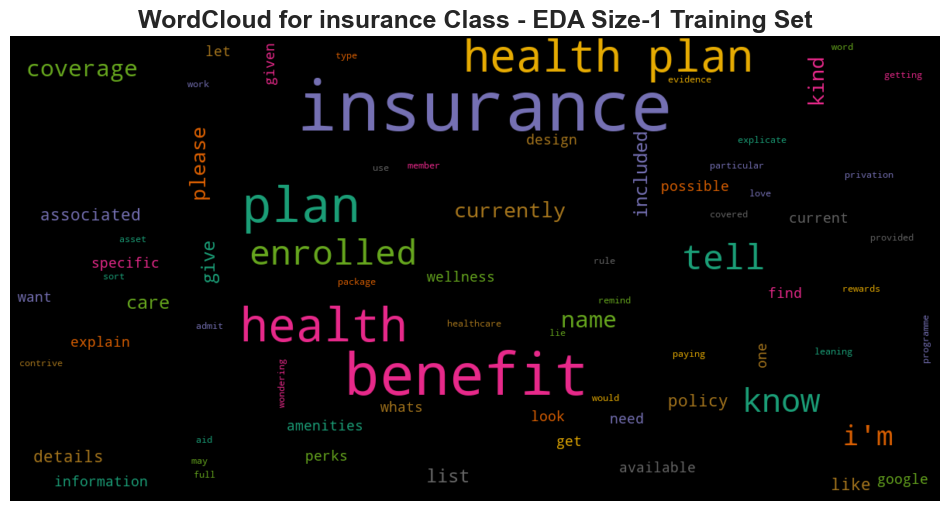 WordCloud for insurance Class - EDA Size-1 Training Set
health plan
insurance
coverage
let
given
type
work
evidence
kind
word
getting
please
design
included
explicate
use
member
particular
possible
love
privation
plan
associated
currently
covered
current
asset
enrolled
tell
provided
specific
sort
give
wellness
rule
package
want
care
find
rewards
health
admit
healthcare
remind
name
lie
programme
explain
contrive
wondering
benefit
paying
one
leaning
whats
would
policy
know
look
need
amenities
get
i'm
aid
may
full
details
perks
information
list
available
like
google